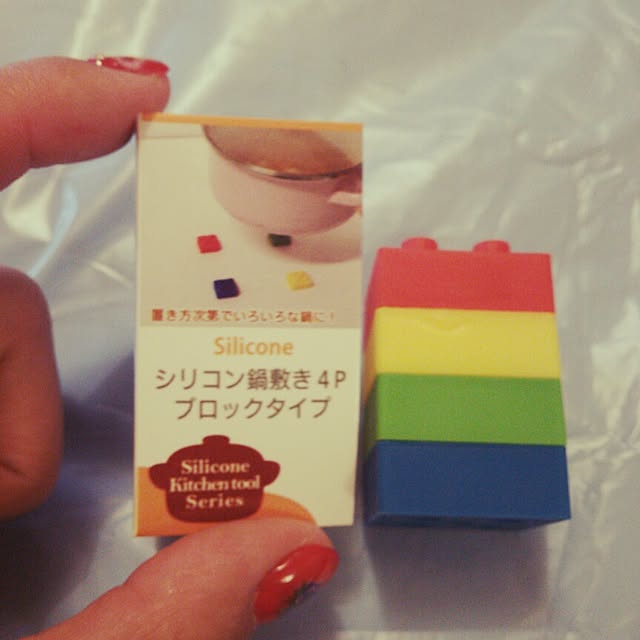 置き方次第でいろいろな鍋に!
Silicone
シリコン鍋敷き4P
ブロックタイプ
Silicone
Kitchen tool
Series